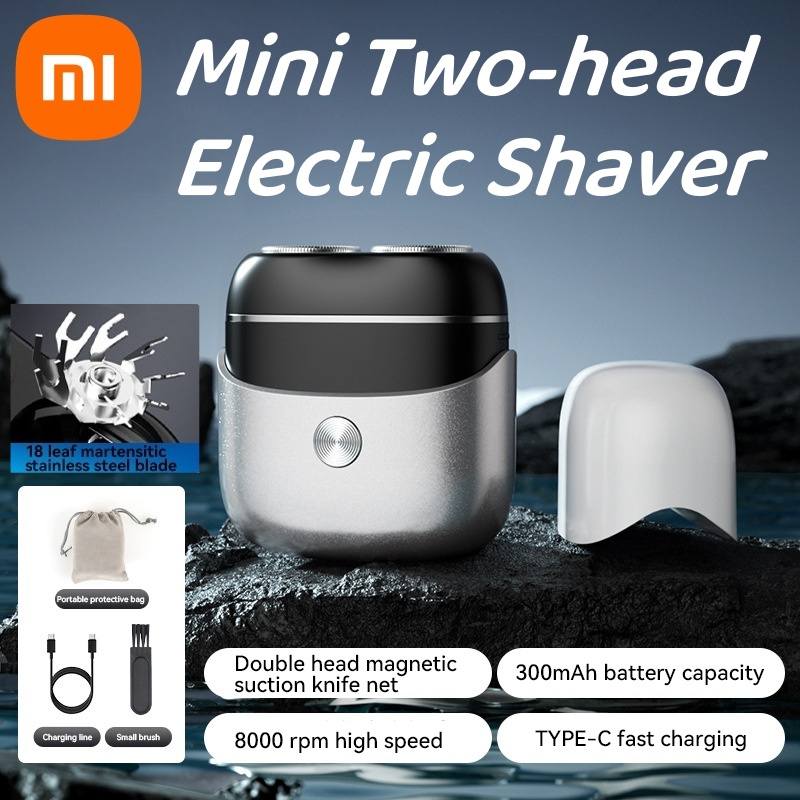 mi
Mini Two-head
Electric Shaver
18 leaf martensitic
stainless steel blade
Portable protective bag
Charging line
Small brush
Double head magnetic
suction knife net
300mAh battery capacity
8000 rpm high speed
TYPE-C fast charging